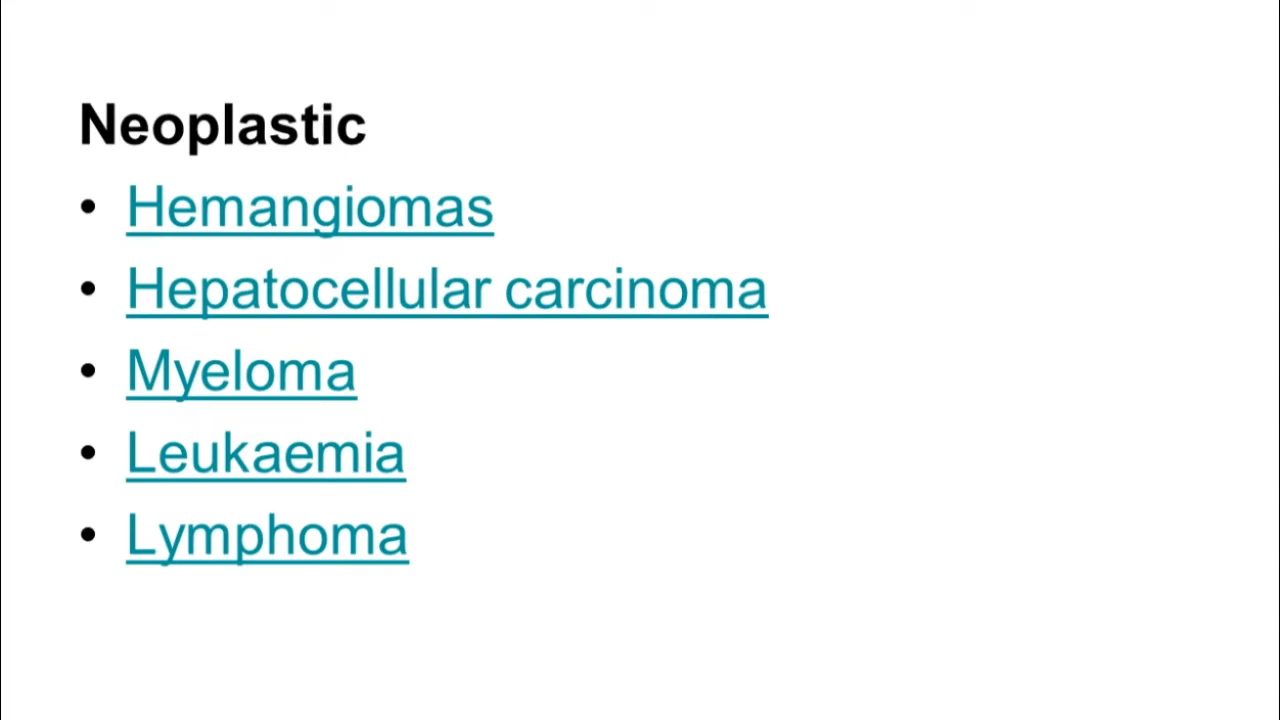 Neoplastic
• Hemangiomas
• Hepatocellular carcinoma
• Myeloma
• Leukaemia
• Lymphoma